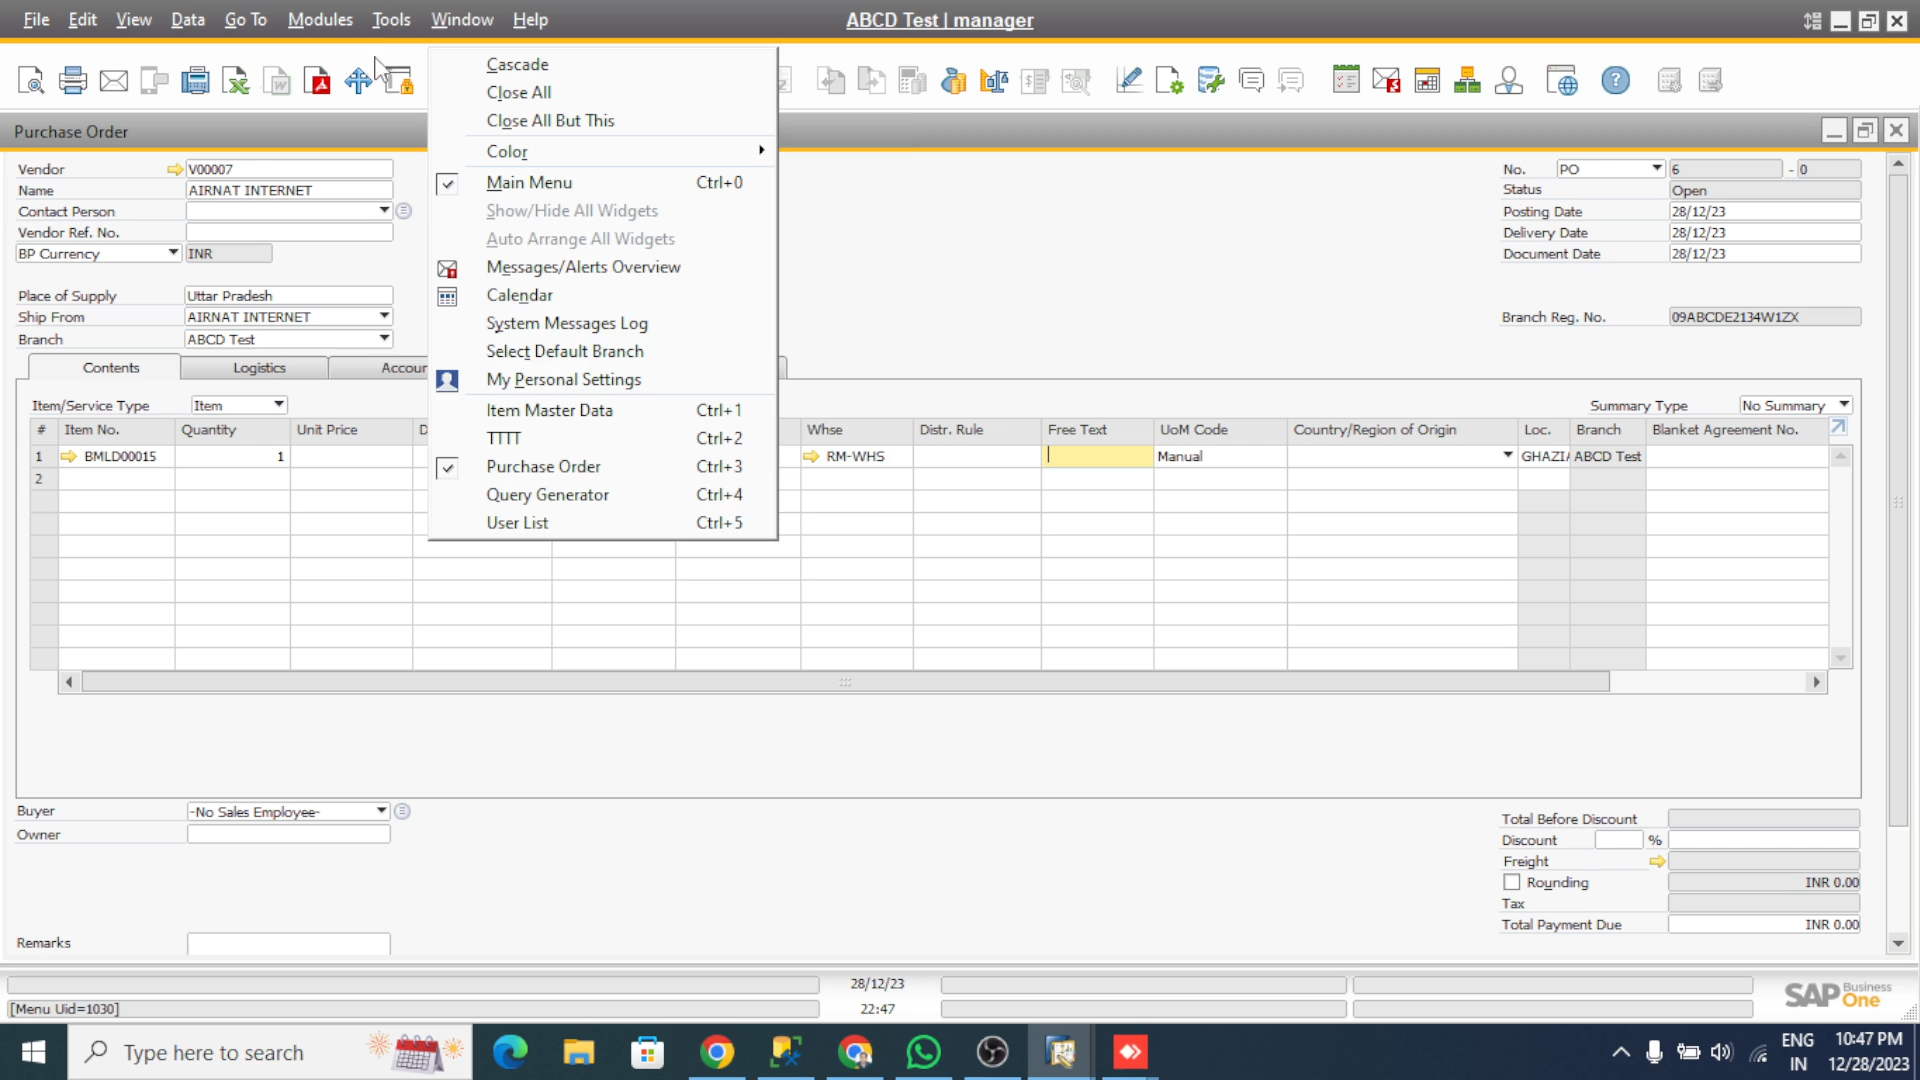 File Edit View Data Go To Modules Tools Window Help ABCD Test | manager
Purchase Order
Cascade
Close All
Close All But This
Color
Main Menu Ctrl+0
Show/Hide All Widgets
Auto Arrange All Widgets
Messages/Alerts Overview
Calendar
System Messages Log
Select Default Branch
My Personal Settings
Item Master Data Ctrl+1
TTTT Ctrl+2
Purchase Order Ctrl+3
Query Generator Ctrl+4
User List Ctrl+5
Vendor V00007
Name AIRNAT INTERNET
Contact Person
Vendor Ref. No.
BP Currency INR
Place of Supply Uttar Pradesh
Ship From AIRNAT INTERNET
Branch ABCD Test
No. PO 6 - 0
Status Open
Posting Date 28/12/23
Delivery Date 28/12/23
Document Date 28/12/23
Branch Reg. No. 09ABCDE2134W1ZX
Contents Logistics Accour
Item/Service Type Item Summary Type No Summary
# Item No. Quantity Unit Price D Whse Distr. Rule Free Text UoM Code Country/Region of Origin Loc. Branch Blanket Agreement No.
1 BMLD00015 1 RM-WHS Manual GHAZIA ABCD Test
2
Buyer -No Sales Employee-
Owner
Remarks
Total Before Discount
Discount %
Freight
Rounding INR 0.00
Tax
Total Payment Due INR 0.00
28/12/23
[Menu Uid=1030] 22:47
SAP Business One
Type here to search
ENG 10:47 PM
IN 12/28/2023